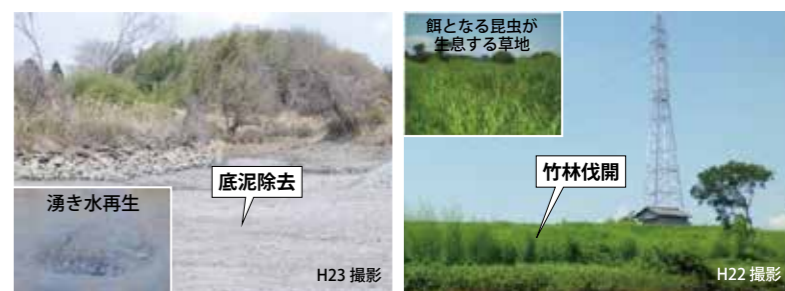 底泥除去
湧き水再生
H23 撮影
餌となる昆虫が
生息する草地
竹林伐開
H22 撮影